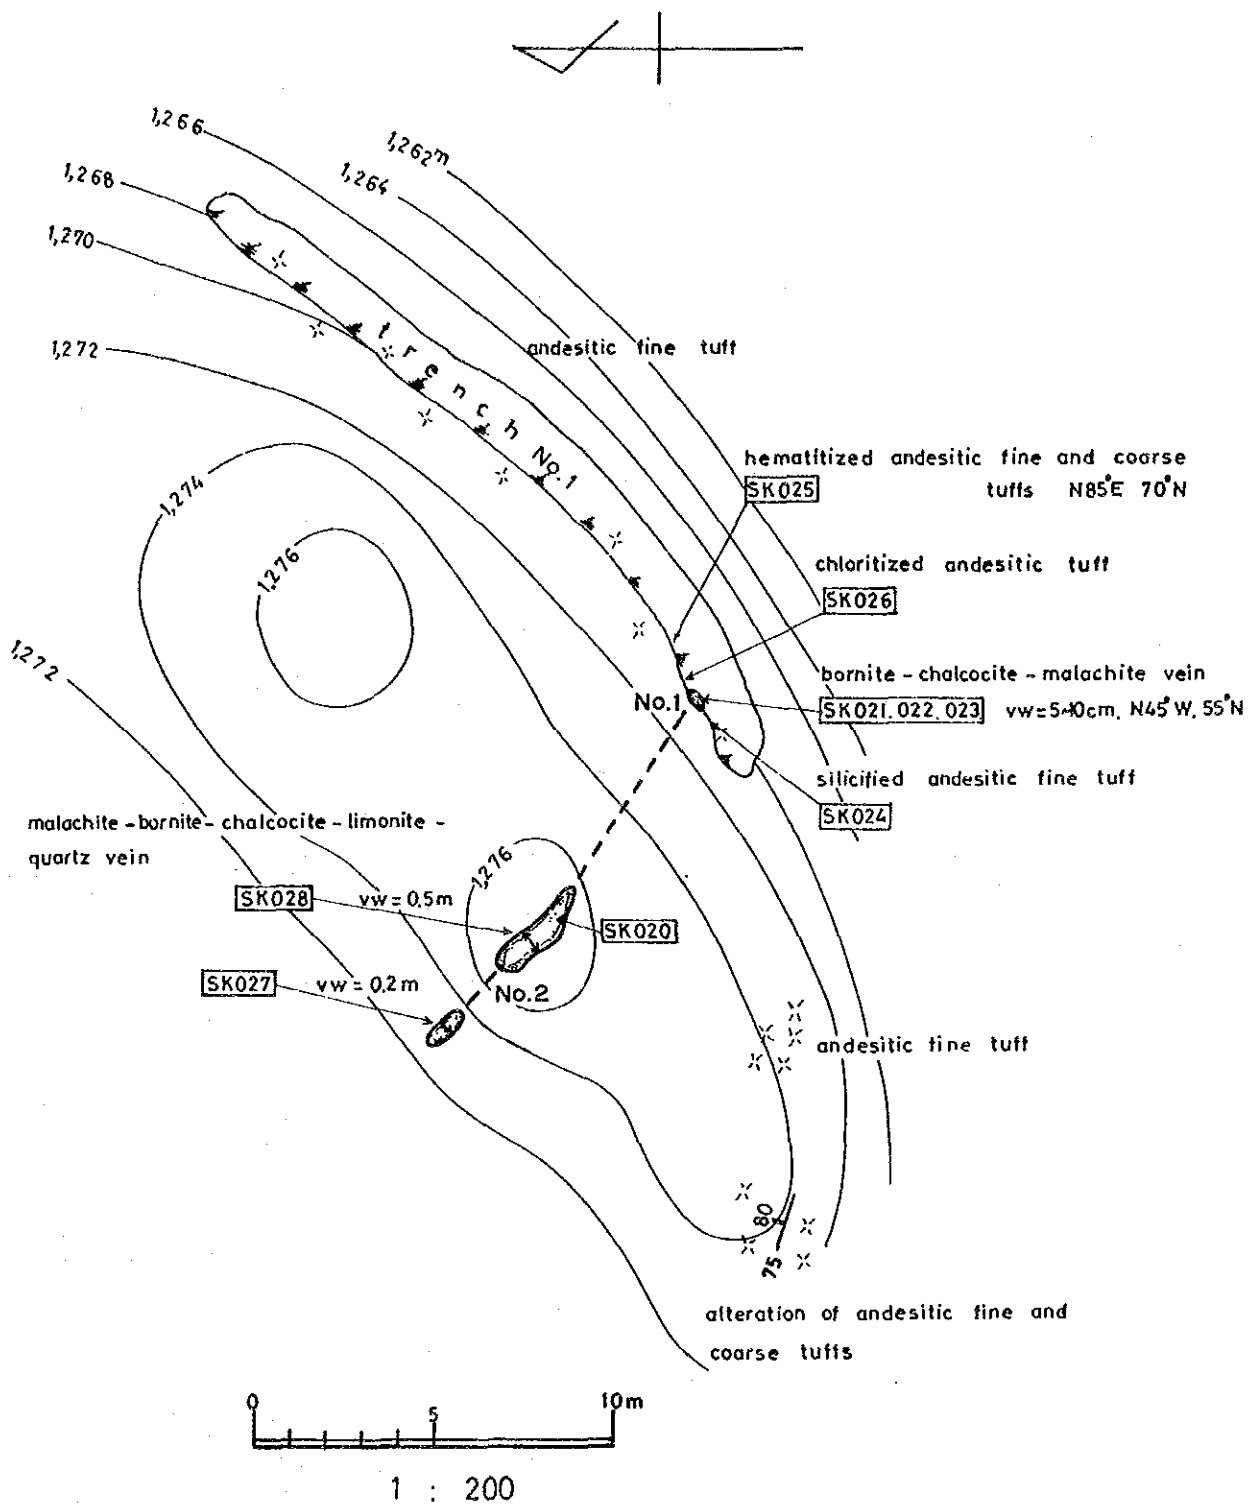 1,266
1,262m
1,264
1,268
1,270
1,272
trench No.1
andesitic fine tuff
hematitized andesitic fine and coarse
SK025 tuffs N85°E 70°N
1,274
1,276
chloritized andesitic tuff
SK026
1,272
bornite-chalcocite-malachite vein
No.1
SK021.022.023 vw=5~10cm, N45°W, 55°N
silicified andesitic fine tuff
SK024
malachite-bornite-chalcocite-limonite-
quartz vein
1,276
SK028 vw=0.5m
SK020
SK027 vw=0.2m
No.2
andesitic fine tuff
80
75
alteration of andesitic fine and
coarse tuffs
0 5 10m
1 : 200